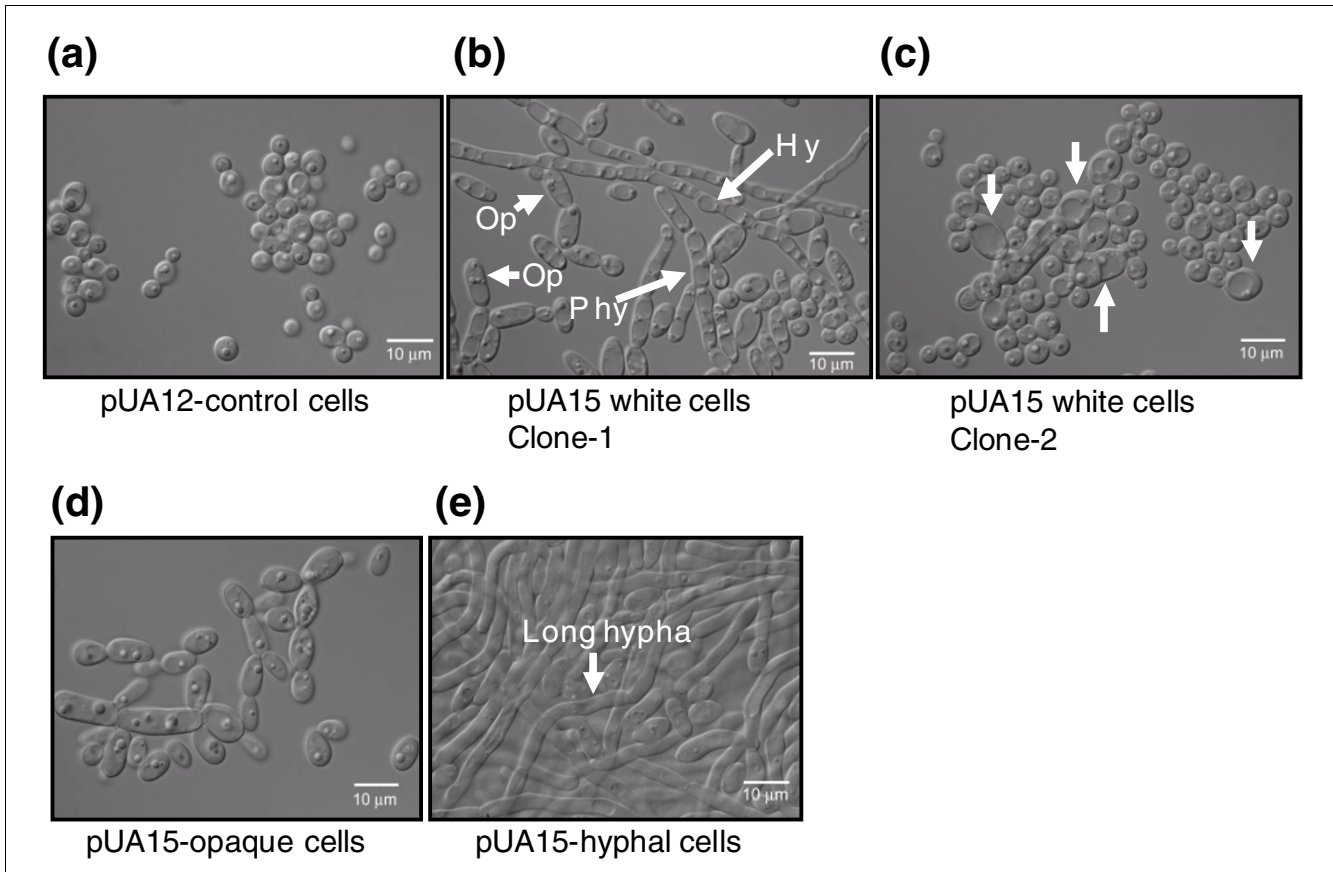 (a)
(b)
(c)
Hy
Op
Op
Phy
10 µm
10 µm
10 µm
pUA12-control cells
pUA15 white cells
Clone-1
pUA15 white cells
Clone-2
(d)
(e)
Long hypha
10 µm
10 µm
pUA15-opaque cells
pUA15-hyphal cells